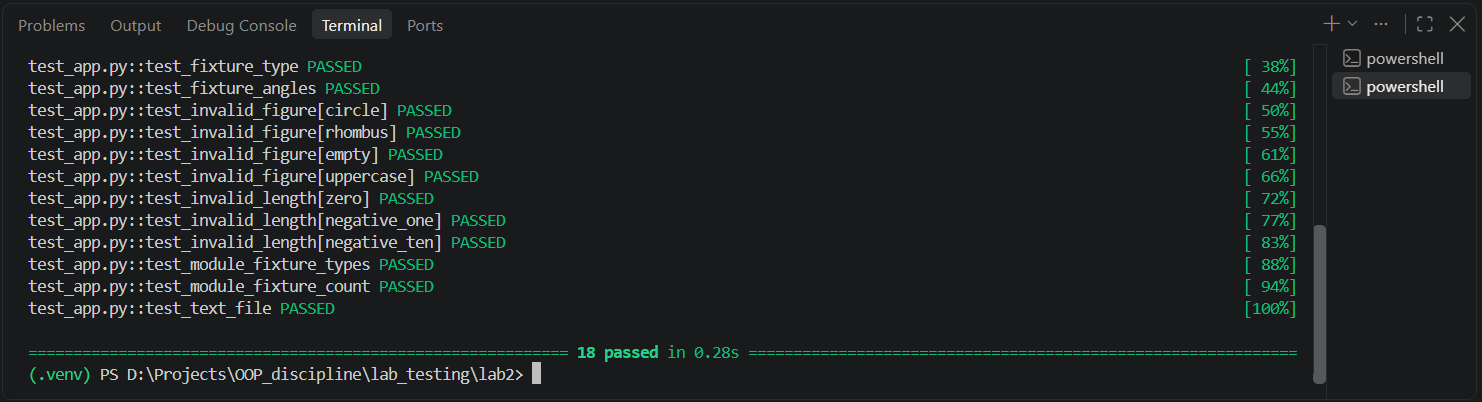 Problems Output Debug Console Terminal Ports
powershell
powershell
test_app.py::test_fixture_type PASSED [ 38%]
test_app.py::test_fixture_angles PASSED [ 44%]
test_app.py::test_invalid_figure[circle] PASSED [ 50%]
test_app.py::test_invalid_figure[rhombus] PASSED [ 55%]
test_app.py::test_invalid_figure[empty] PASSED [ 61%]
test_app.py::test_invalid_figure[uppercase] PASSED [ 66%]
test_app.py::test_invalid_length[zero] PASSED [ 72%]
test_app.py::test_invalid_length[negative_one] PASSED [ 77%]
test_app.py::test_invalid_length[negative_ten] PASSED [ 83%]
test_app.py::test_module_fixture_types PASSED [ 88%]
test_app.py::test_module_fixture_count PASSED [ 94%]
test_app.py::test_text_file PASSED [100%]
=========================================================== 18 passed in 0.28s ============================================================
(.venv) PS D:\Projects\OOP_discipline\lab_testing\lab2>